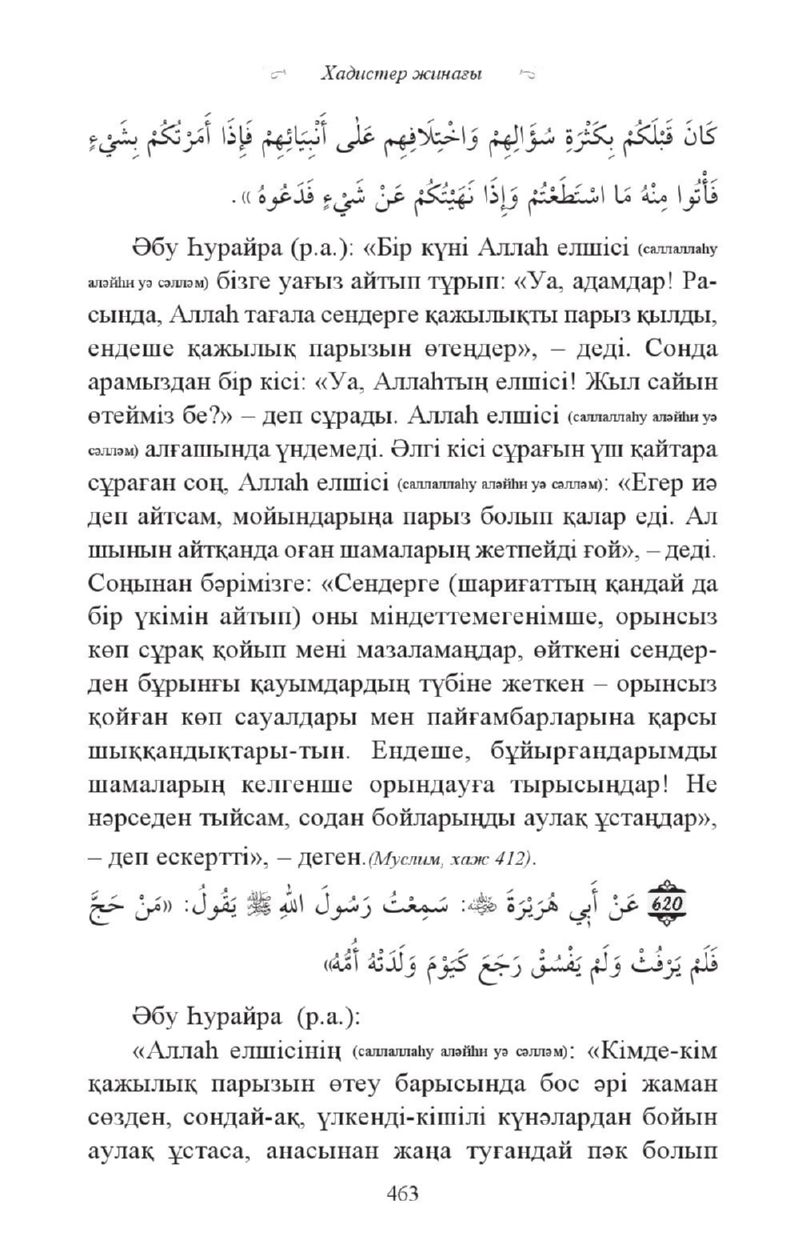 Хадистер жинағы
كَانَ قَبْلَكُمْ بِكَثْرَةِ سُؤَالِهِمْ وَاخْتِلَافِهِم عَلٰى أَنْبِيَائِهِمْ فَإِذَا أَمَرْتُكُمْ بِشَيْءٍ
فَأْتُوا مِنْهُ مَا اسْتَطَعْتُمْ وَإِذَا نَهَيْتُكُمْ عَنْ شَيْءٍ فَدَعُوهُ».
Әбу Һурайра (р.а.): «Бір күні Аллаһ елшісі (саллаллаһу
аләйһи уә сәлләм) бізге уағыз айтып тұрып: «Уа, адамдар! Ра-
сында, Аллаһ тағала сендерге қажылықты парыз қылды,
ендеше қажылық парызын өтеңдер», – деді. Сонда
арамыздан бір кісі: «Уа, Аллаһтың елшісі! Жыл сайын
өтейміз бе?» – деп сұрады. Аллаһ елшісі (саллаллаһу аләйһи уә
сәлләм) алғашында үндемеді. Әлгі кісі сұрағын үш қайтара
сұраған соң, Аллаһ елшісі (саллаллаһу аләйһи уә сәлләм): «Егер иә
деп айтсам, мойындарыңа парыз болып қалар еді. Ал
шынын айтқанда оған шамаларың жетпейді ғой», – деді.
Соңынан бәрімізге: «Сендерге (шариғаттың қандай да
бір үкімін айтып) оны міндеттемегенімше, орынсыз
көп сұрақ қойып мені мазаламаңдар, өйткені сендер-
ден бұрынғы қауымдардың түбіне жеткен – орынсыз
қойған көп сауалдары мен пайғамбарларына қарсы
шыққандықтары-тын. Ендеше, бұйырғандарымды
шамаларың келгенше орындауға тырысыңдар! Не
нәрседен тыйсам, содан бойларыңды аулақ ұстаңдар»,
– деп ескертті», – деген.(Муслим, хаж 412).
620 عَنْ أَبِي هُرَيْرَةَ ﷺ: سَمِعْتُ رَسُولَ اللهِ ﷺ يَقُولُ: «مَنْ حَجَّ
فَلَمْ يَرْفُثْ وَلَمْ يَفْسُقْ رَجَعَ كَيَوْمَ وَلَدَتْهُ أُمُّهُ»
Әбу Һурайра (р.а.):
«Аллаһ елшісінің (саллаллаһу аләйһи уә сәлләм): «Кімде-кім
қажылық парызын өтеу барысында бос әрі жаман
сөзден, сондай-ақ, үлкенді-кішілі күнәлардан бойын
аулақ ұстаса, анасынан жаңа туғандай пәк болып
463